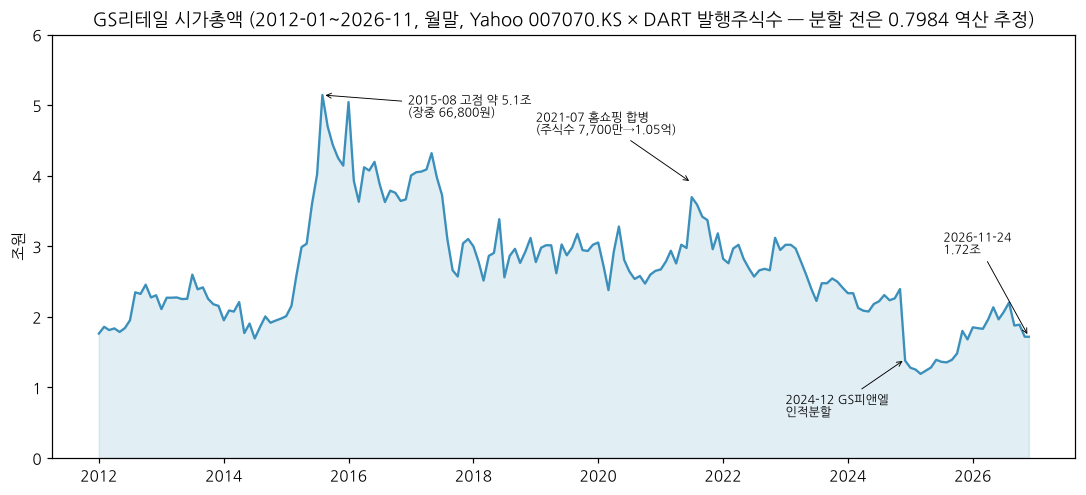 GS리테일 시가총액 (2012-01~2026-11, 월말, Yahoo 007070.KS × DART 발행주식수 — 분할 전은 0.7984 역산 추정)
조원
6
5
4
3
2
1
0
2015-08 고점 약 5.1조
(장중 66,800원)
2021-07 홈쇼핑 합병
(주식수 7,700만→1.05억)
2026-11-24
1.72조
2024-12 GS피앤엘
인적분할
2012
2014
2016
2018
2020
2022
2024
2026